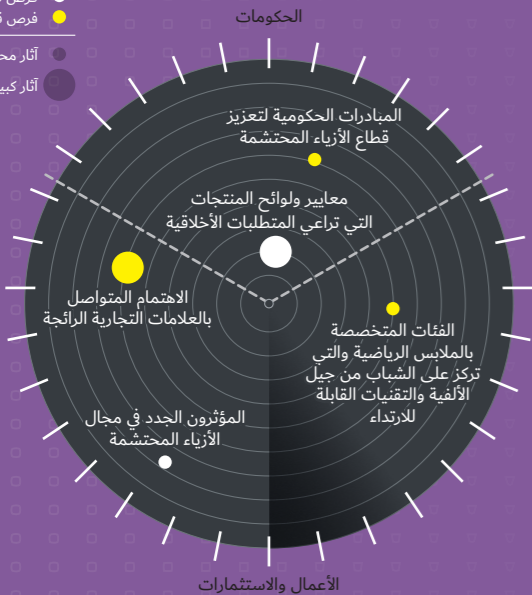 آثار كبي
الحكومات
المبادرات الحكومية لتعزيز
قطاع الأزياء المحتشمة
معايير ولوائح المنتجات
التي تراعي المتطلبات الأخلاقية
الاهتمام المتواصل
بالعلامات التجارية الرائجة
الفئات المتخصصة
بالملابس الرياضية والتي
تركز على الشباب من جيل
الألفية والتقنيات القابلة
للارتداء
المؤثرون الجدد في مجال
الأزياء المحتشمة
الأعمال والاستثمارات